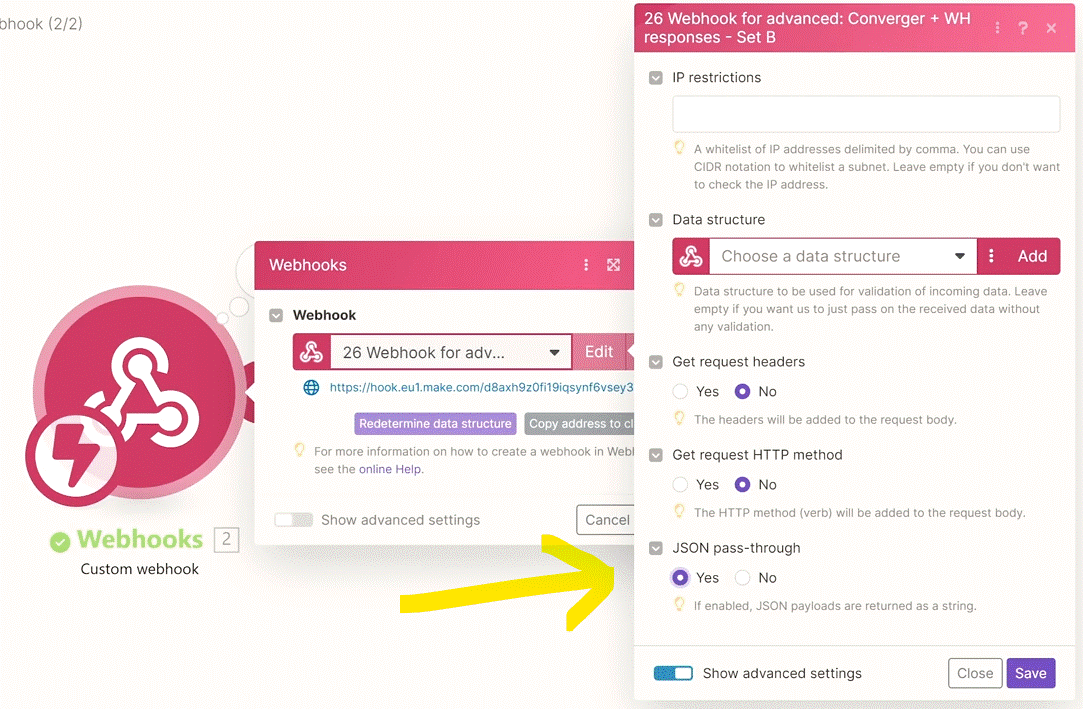 bhook (2/2)
26 Webhook for advanced: Converger + WH
responses - Set B
?
IP restrictions
A whitelist of IP addresses delimited by comma. You can use
CIDR notation to whitelist a subnet. Leave empty if you don't want
to check the IP address.
Data structure
Choose a data structure
Add
Data structure to be used for validation of incoming data. Leave
empty if you want us to just pass on the received data without
any validation.
Get request headers
Yes No
The headers will be added to the request body.
Get request HTTP method
Yes No
The HTTP method (verb) will be added to the request body.
JSON pass-through
Yes No
If enabled, JSON payloads are returned as a string.
Show advanced settings
Close
Save
Webhooks
Webhook
26 Webhook for adv...
Edit
https://hook.eu1.make.com/d8axh9z0fi19iqsynf6vsey3
Redetermine data structure
Copy address to cl
For more information on how to create a webhook in Web
see the online Help.
Show advanced settings
Cancel
Webhooks 2
Custom webhook